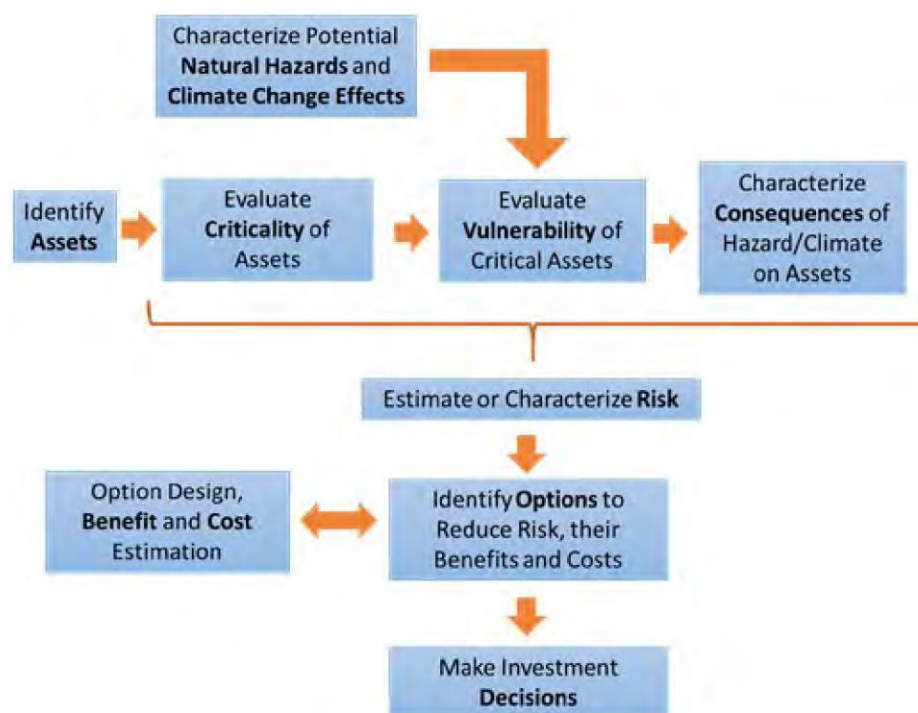 Characterize Potential
Natural Hazards and
Climate Change Effects
Identify
Assets
Evaluate
Criticality of
Assets
Evaluate
Vulnerability of
Critical Assets
Characterize
Consequences of
Hazard/Climate
on Assets
Estimate or Characterize Risk
Option Design,
Benefit and Cost
Estimation
Identify Options to
Reduce Risk, their
Benefits and Costs
Make Investment
Decisions